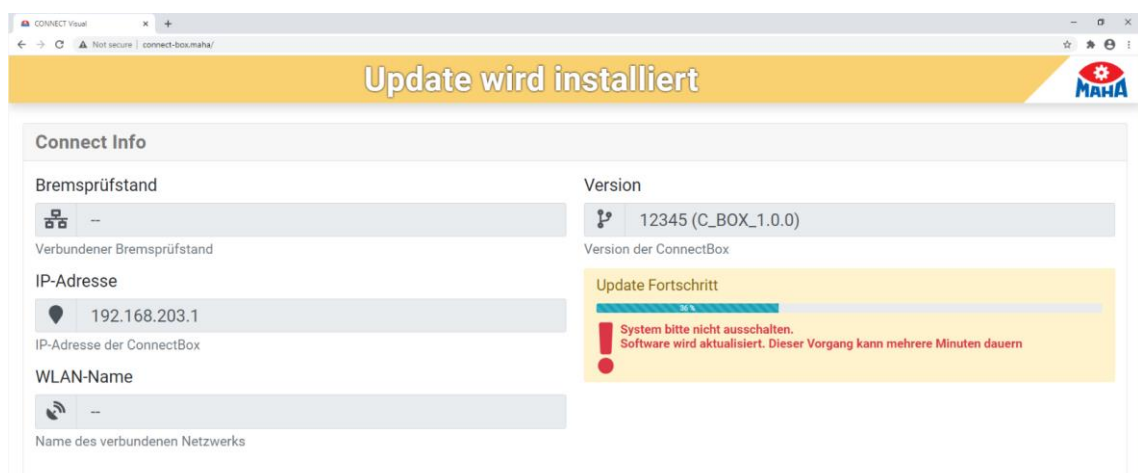 CONNECT Visual
Not secure | connect-box.maha/
Update wird installiert
MAHA
Connect Info
Bremsprüfstand
--
Verbundener Bremsprüfstand
IP-Adresse
192.168.203.1
IP-Adresse der ConnectBox
WLAN-Name
--
Name des verbundenen Netzwerks
Version
12345 (C_BOX_1.0.0)
Version der ConnectBox
Update Fortschritt
36 %
System bitte nicht ausschalten.
Software wird aktualisiert. Dieser Vorgang kann mehrere Minuten dauern